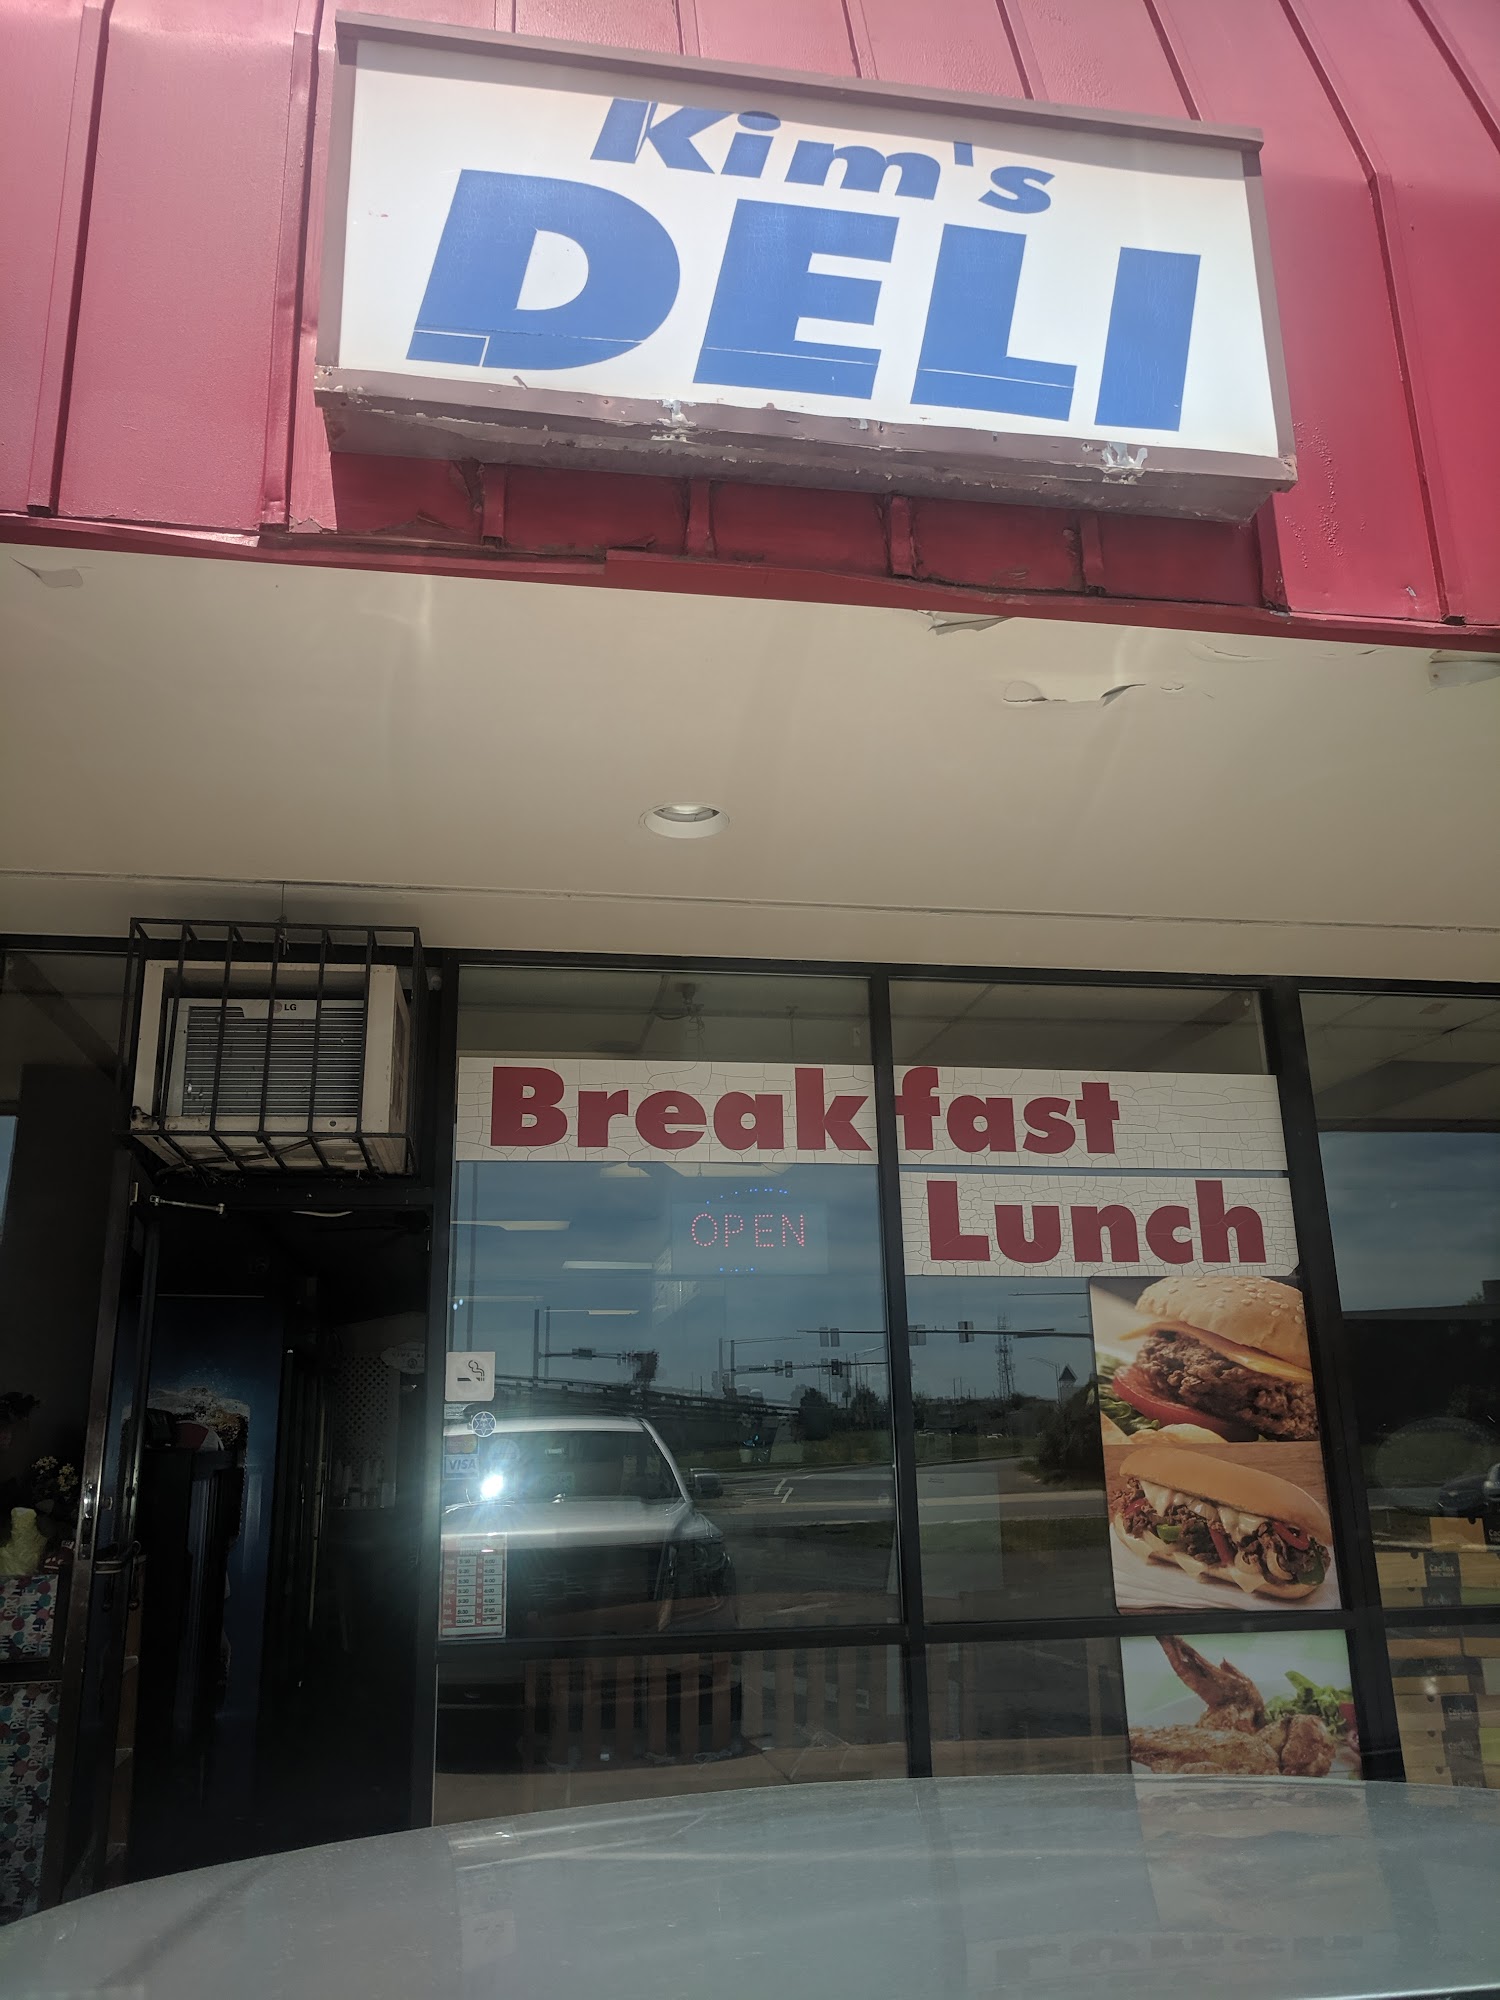 Kim's
DELI
LG
Breakfast
Lunch
OPEN
VISA